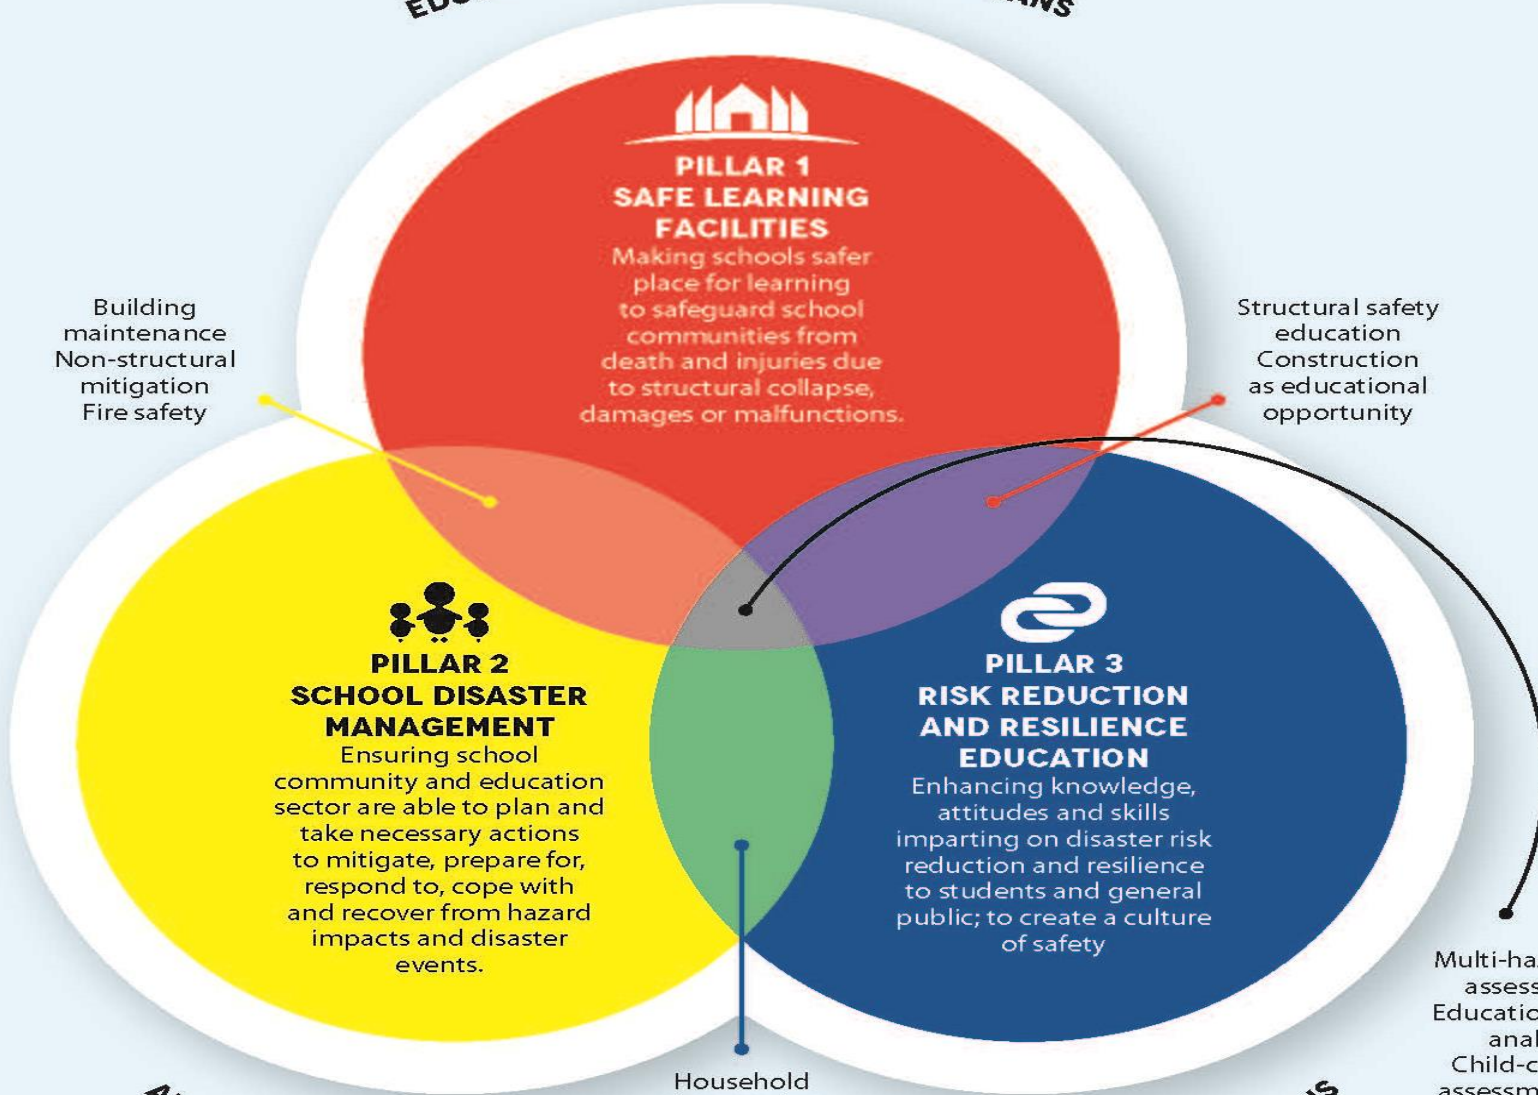 PILLAR 1
SAFE LEARNING
FACILITIES
Making schools safer
place for learning
to safeguard school
communities from
death and injuries due
to structural collapse,
damages or malfunctions.
Building
maintenance
Non-structural
mitigation
Fire safety
Structural safety
education
Construction
as educational
opportunity
PILLAR 2
SCHOOL DISASTER
MANAGEMENT
Ensuring school
community and education
sector are able to plan and
take necessary actions
to mitigate, prepare for,
respond to, cope with
and recover from hazard
impacts and disaster
events.
PILLAR 3
RISK REDUCTION
AND RESILIENCE
EDUCATION
Enhancing knowledge,
attitudes and skills
imparting on disaster risk
reduction and resilience
to students and general
public; to create a culture
of safety
Household